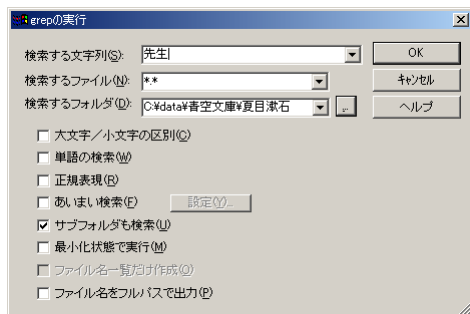 grepの実行
検索する文字列(S): 先生 OK
検索するファイル(N): *.* キャンセル
検索するフォルダ(D): C:¥data¥青空文庫¥夏目漱石 .. ヘルプ
大文字/小文字の区別(C)
単語の検索(W)
正規表現(R)
あいまい検索(F) 設定(Y)...
サブフォルダも検索(U)
最小化状態で実行(M)
ファイル名一覧だけ作成(O)
ファイル名をフルパスで出力(P)